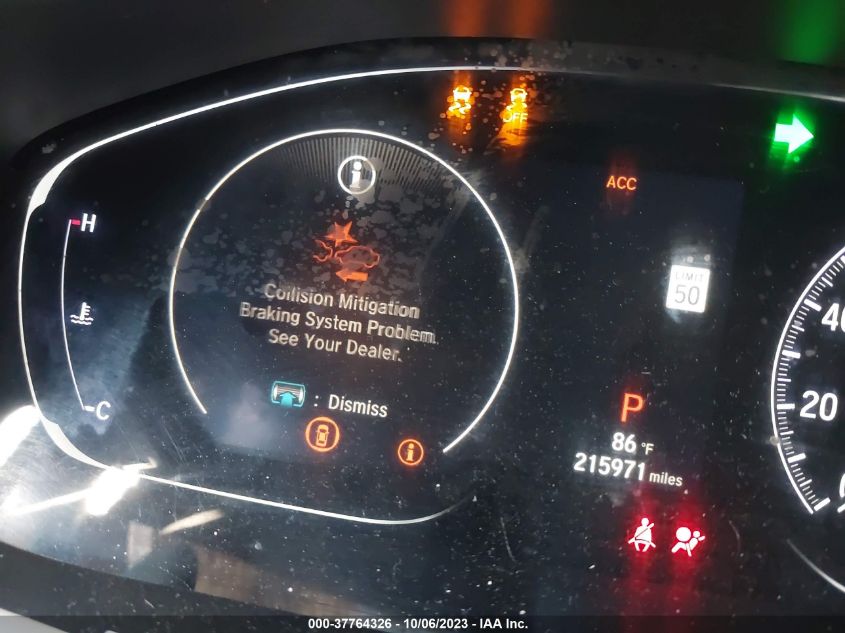 OFF
ACC
H
LIMIT
50
Collision Mitigation
Braking System Problem.
See Your Dealer.
40
20
C
: Dismiss
P
86 °F
215971 miles
000-37764326 - 10/06/2023 - IAA Inc.